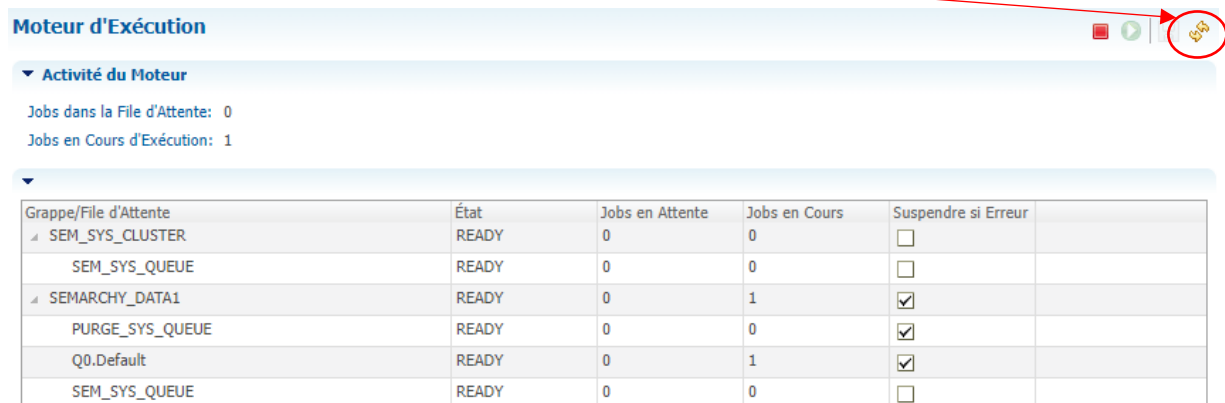 Moteur d'Exécution
Activité du Moteur
Jobs dans la File d'Attente: 0
Jobs en Cours d'Exécution: 1
Grappe/File d'Attente État Jobs en Attente Jobs en Cours Suspendre si Erreur
SEM_SYS_CLUSTER READY 0 0
SEM_SYS_QUEUE READY 0 0
SEMARCHY_DATA1 READY 0 1
PURGE_SYS_QUEUE READY 0 0
Q0.Default READY 0 1
SEM_SYS_QUEUE READY 0 0